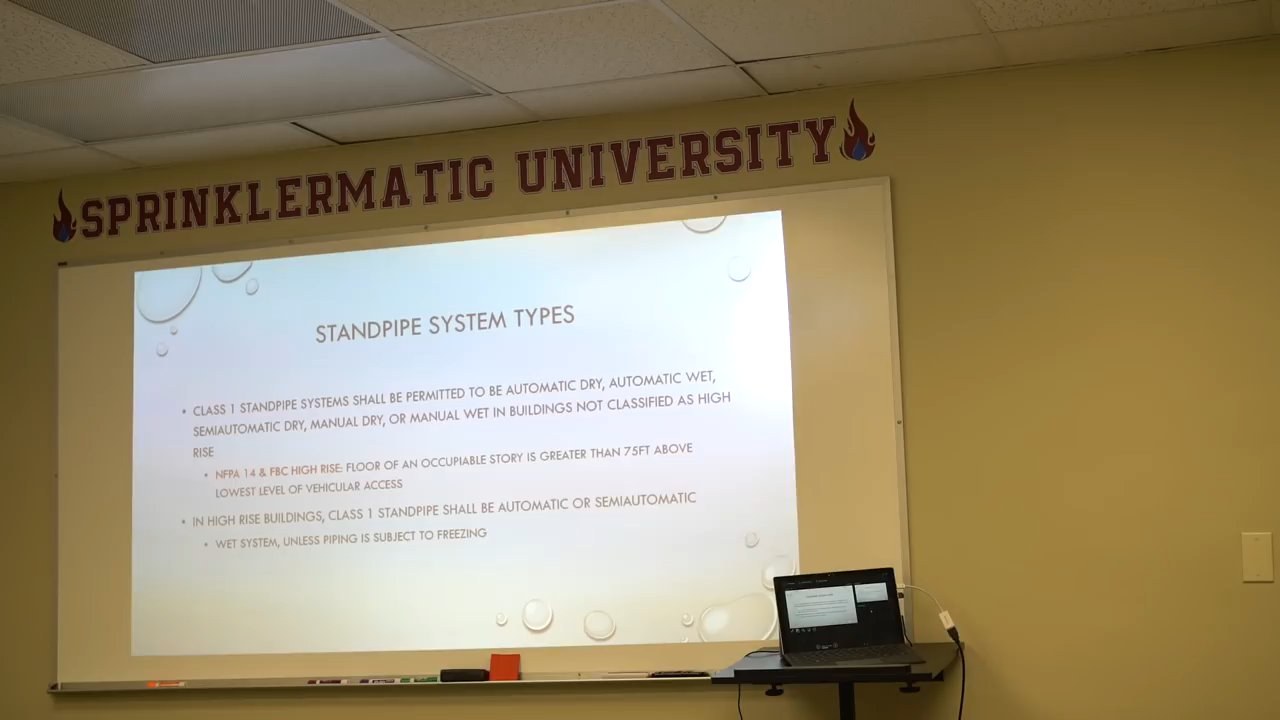 SPRINKLERMATIC UNIVERSITY
STANDPIPE SYSTEM TYPES
• CLASS 1 STANDPIPE SYSTEMS SHALL BE PERMITTED TO BE AUTOMATIC DRY, AUTOMATIC WET,
SEMIAUTOMATIC DRY, MANUAL DRY, OR MANUAL WET IN BUILDINGS NOT CLASSIFIED AS HIGH
RISE
• NFPA 14 & FBC HIGH RISE: FLOOR OF AN OCCUPIABLE STORY IS GREATER THAN 75FT ABOVE
LOWEST LEVEL OF VEHICULAR ACCESS
• IN HIGH RISE BUILDINGS, CLASS 1 STANDPIPE SHALL BE AUTOMATIC OR SEMIAUTOMATIC
• WET SYSTEM, UNLESS PIPING IS SUBJECT TO FREEZING